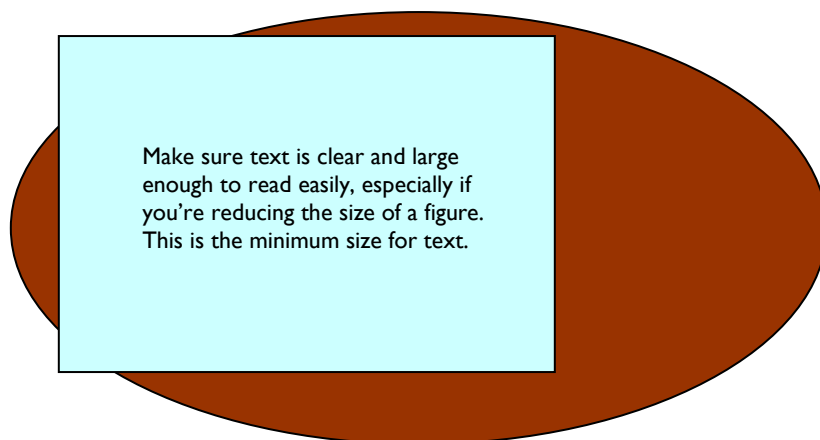 Make sure text is clear and large
enough to read easily, especially if
you’re reducing the size of a figure.
This is the minimum size for text.